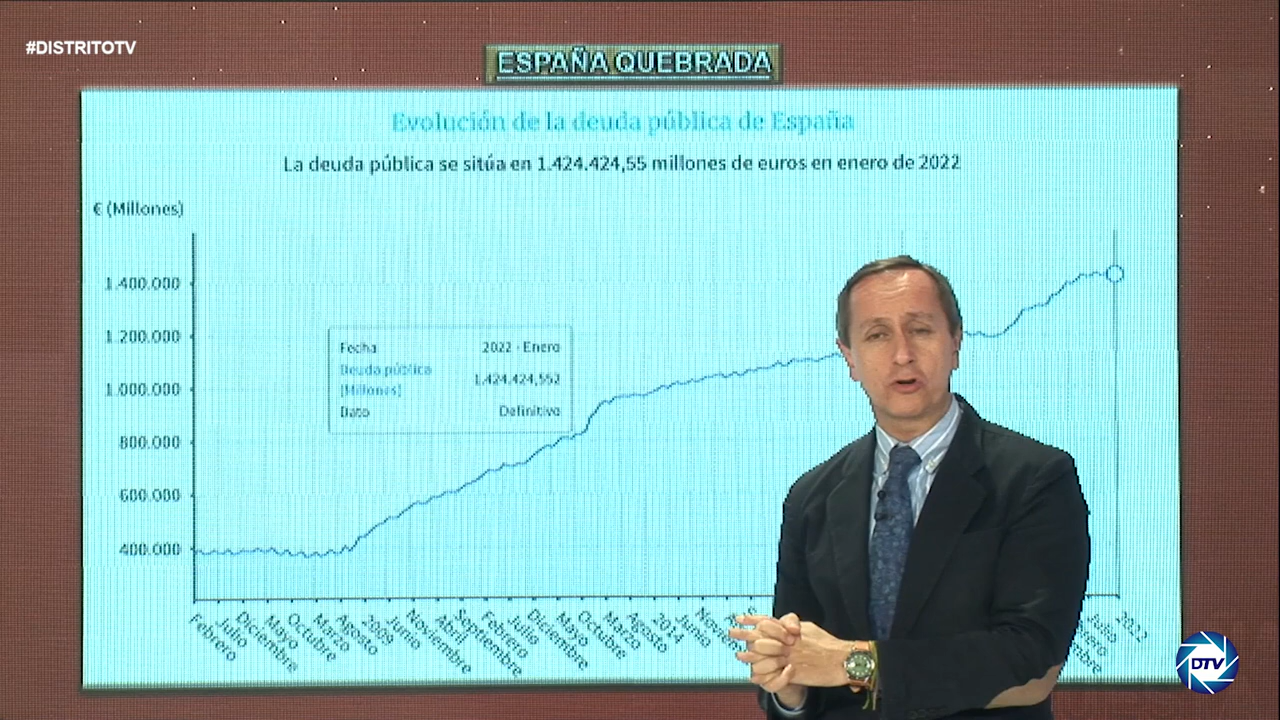 #DISTRITOTV
ESPAÑA QUEBRADA
Evolución de la deuda pública de España
La deuda pública se sitúa en 1.424.424,55 millones de euros en enero de 2022
€ (Millones)
1.400.000
1.200.000
1.000.000
800.000
600.000
400.000
Fecha 2022 - Enero
Deuda pública
(Millones) 1.424.424,552
Dato Definitivo
Febrero
Julio
Diciembre
Mayo
Octubre
Marzo
Agosto
2009
Junio
Noviembre
Abril
Septiembre
Febrero
Julio
Diciembre
Mayo
Octubre
Marzo
Agosto
2014
Junio
2022
DTV